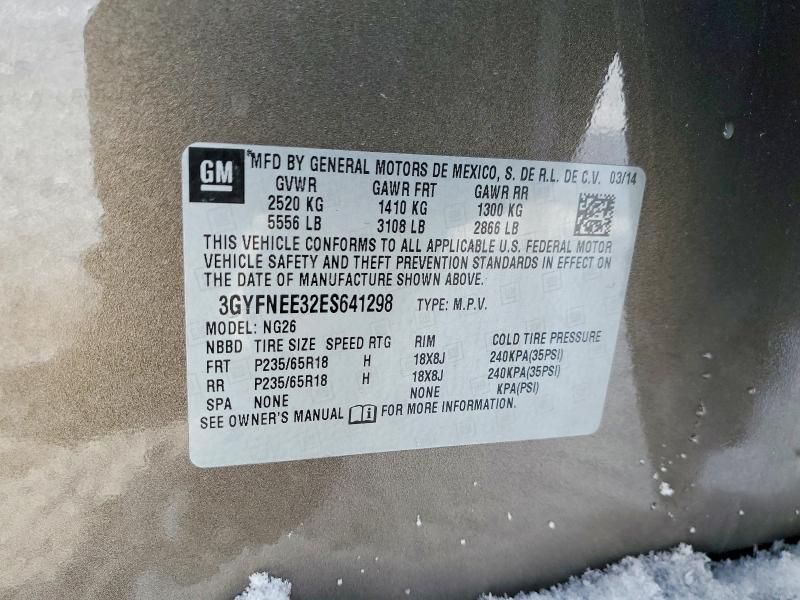 GM *MFD BY GENERAL MOTORS DE MEXICO, S. DE R.L. DE C.V. 03/14
GVWR GAWR FRT GAWR RR
2520 KG 1410 KG 1300 KG
5556 LB 3108 LB 2866 LB
THIS VEHICLE CONFORMS TO ALL APPLICABLE U.S. FEDERAL MOTOR
VEHICLE SAFETY AND THEFT PREVENTION STANDARDS IN EFFECT ON
THE DATE OF MANUFACTURE SHOWN ABOVE.
3GYFNEE32ES641298 TYPE: M.P.V.
MODEL: NG26
NBBD TIRE SIZE SPEED RTG RIM COLD TIRE PRESSURE
FRT P235/65R18 H 18X8J 240KPA(35PSI)
RR P235/65R18 H 18X8J 240KPA(35PSI)
SPA NONE NONE KPA(PSI)
SEE OWNER'S MANUAL i FOR MORE INFORMATION.